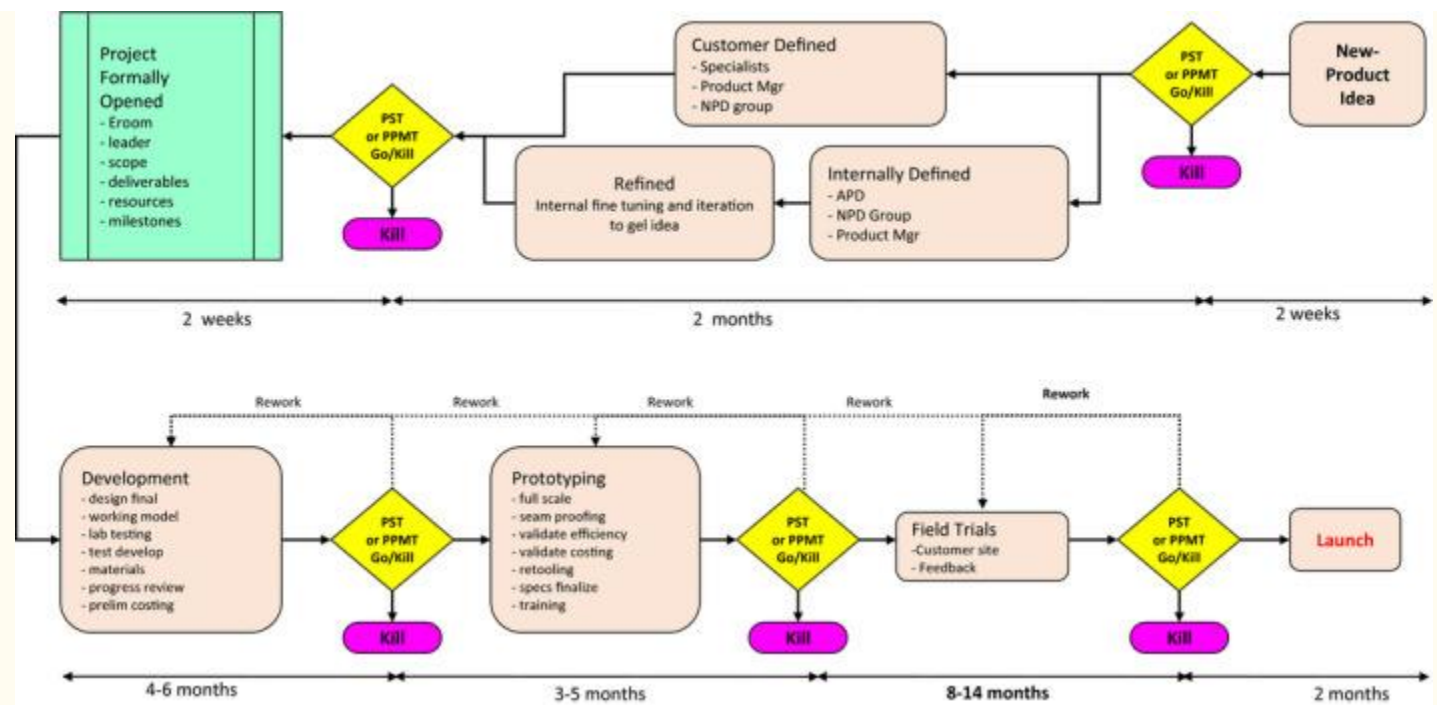 Project
Formally
Opened
- Eroom
- leader
- scope
- deliverables
- resources
- milestones
PST
or PPMT
Go/Kill
Kill
Customer Defined
- Specialists
- Product Mgr
- NPD group
Refined
Internal fine tuning and iteration
to gel idea
Internally Defined
- APD
- NPD Group
- Product Mgr
PST
or PPMT
Go/Kill
Kill
New-
Product
Idea
2 weeks
2 months
2 weeks
Rework
Rework
Rework
Rework
Rework
Development
- design final
- working model
- lab testing
- test develop
- materials
- progress review
- prelim costing
PST
or PPMT
Go/Kill
Kill
Prototyping
- full scale
- seam proofing
- validate efficiency
- validate costing
- retooling
- specs finalize
- training
PST
or PPMT
Go/Kill
Kill
Field Trials
-Customer site
- Feedback
PST
or PPMT
Go/Kill
Kill
Launch
4-6 months
3-5 months
8-14 months
2 months